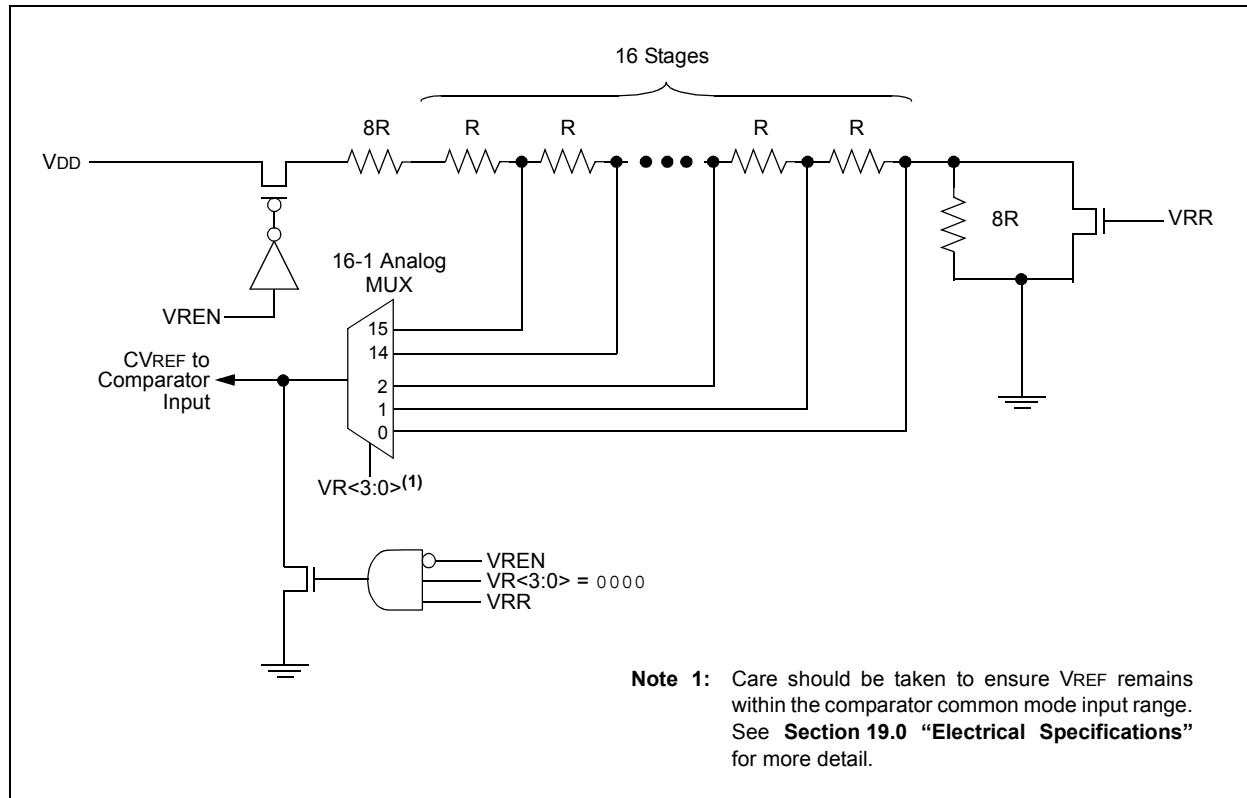 16 Stages
8R R R R R
VDD
8R
VRR
16-1 Analog
MUX
VREN
15
14
CVREF to
Comparator
Input
2
1
0
VR<3:0>(1)
VREN
VR<3:0> = 0000
VRR
Note 1: Care should be taken to ensure VREF remains
within the comparator common mode input range.
See Section 19.0 “Electrical Specifications”
for more detail.